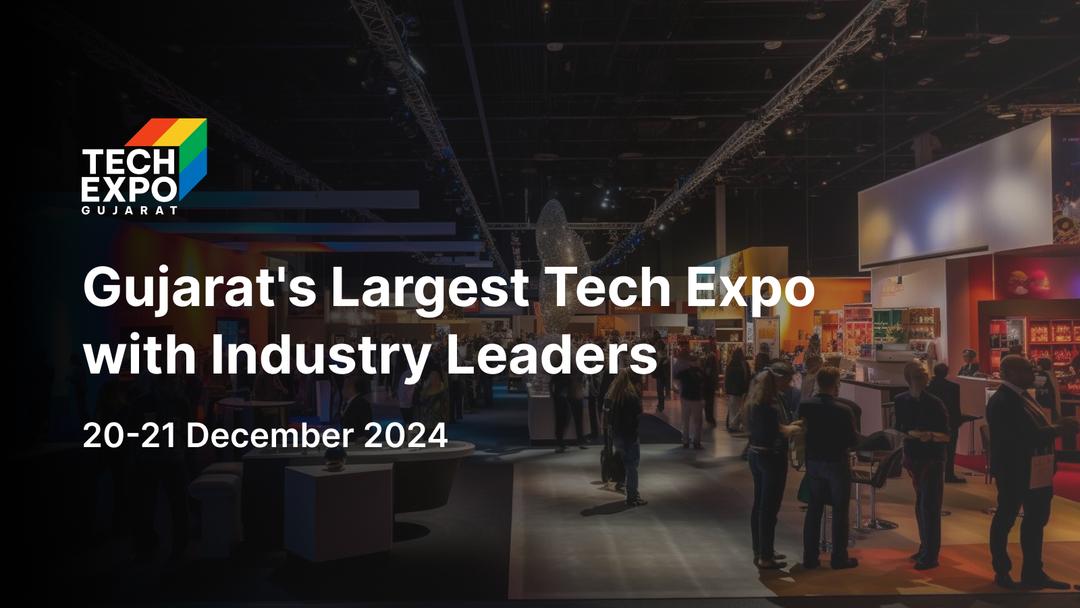 TECH
EXPO
GUJARAT
Gujarat's Largest Tech Expo
with Industry Leaders
20-21 December 2024